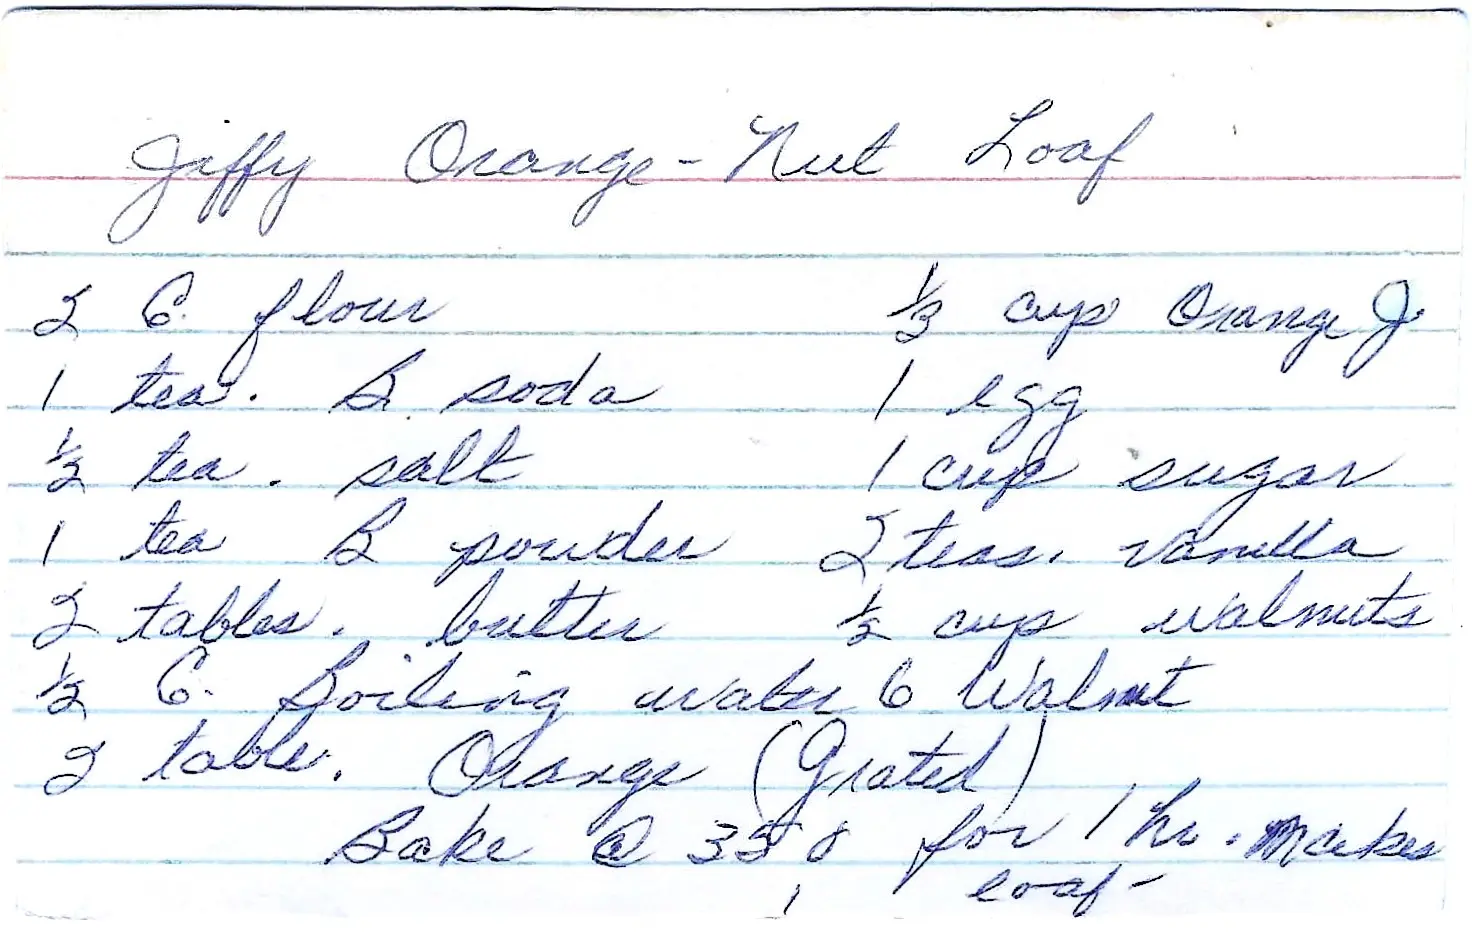 Jiffy Orange-Nut Loaf
2 C. flour 1/3 cup Orange J.
1 tea. B. soda 1 egg
1/2 tea. salt 1 cup sugar
1 tea B powder 2 teas. vanilla
2 tables. butter 1/2 cup walnuts
1/2 C. Boiling water 6 Walnut
2 table. Orange (Grated)
Bake @ 350 for 1 hr. Makes
1 loaf-